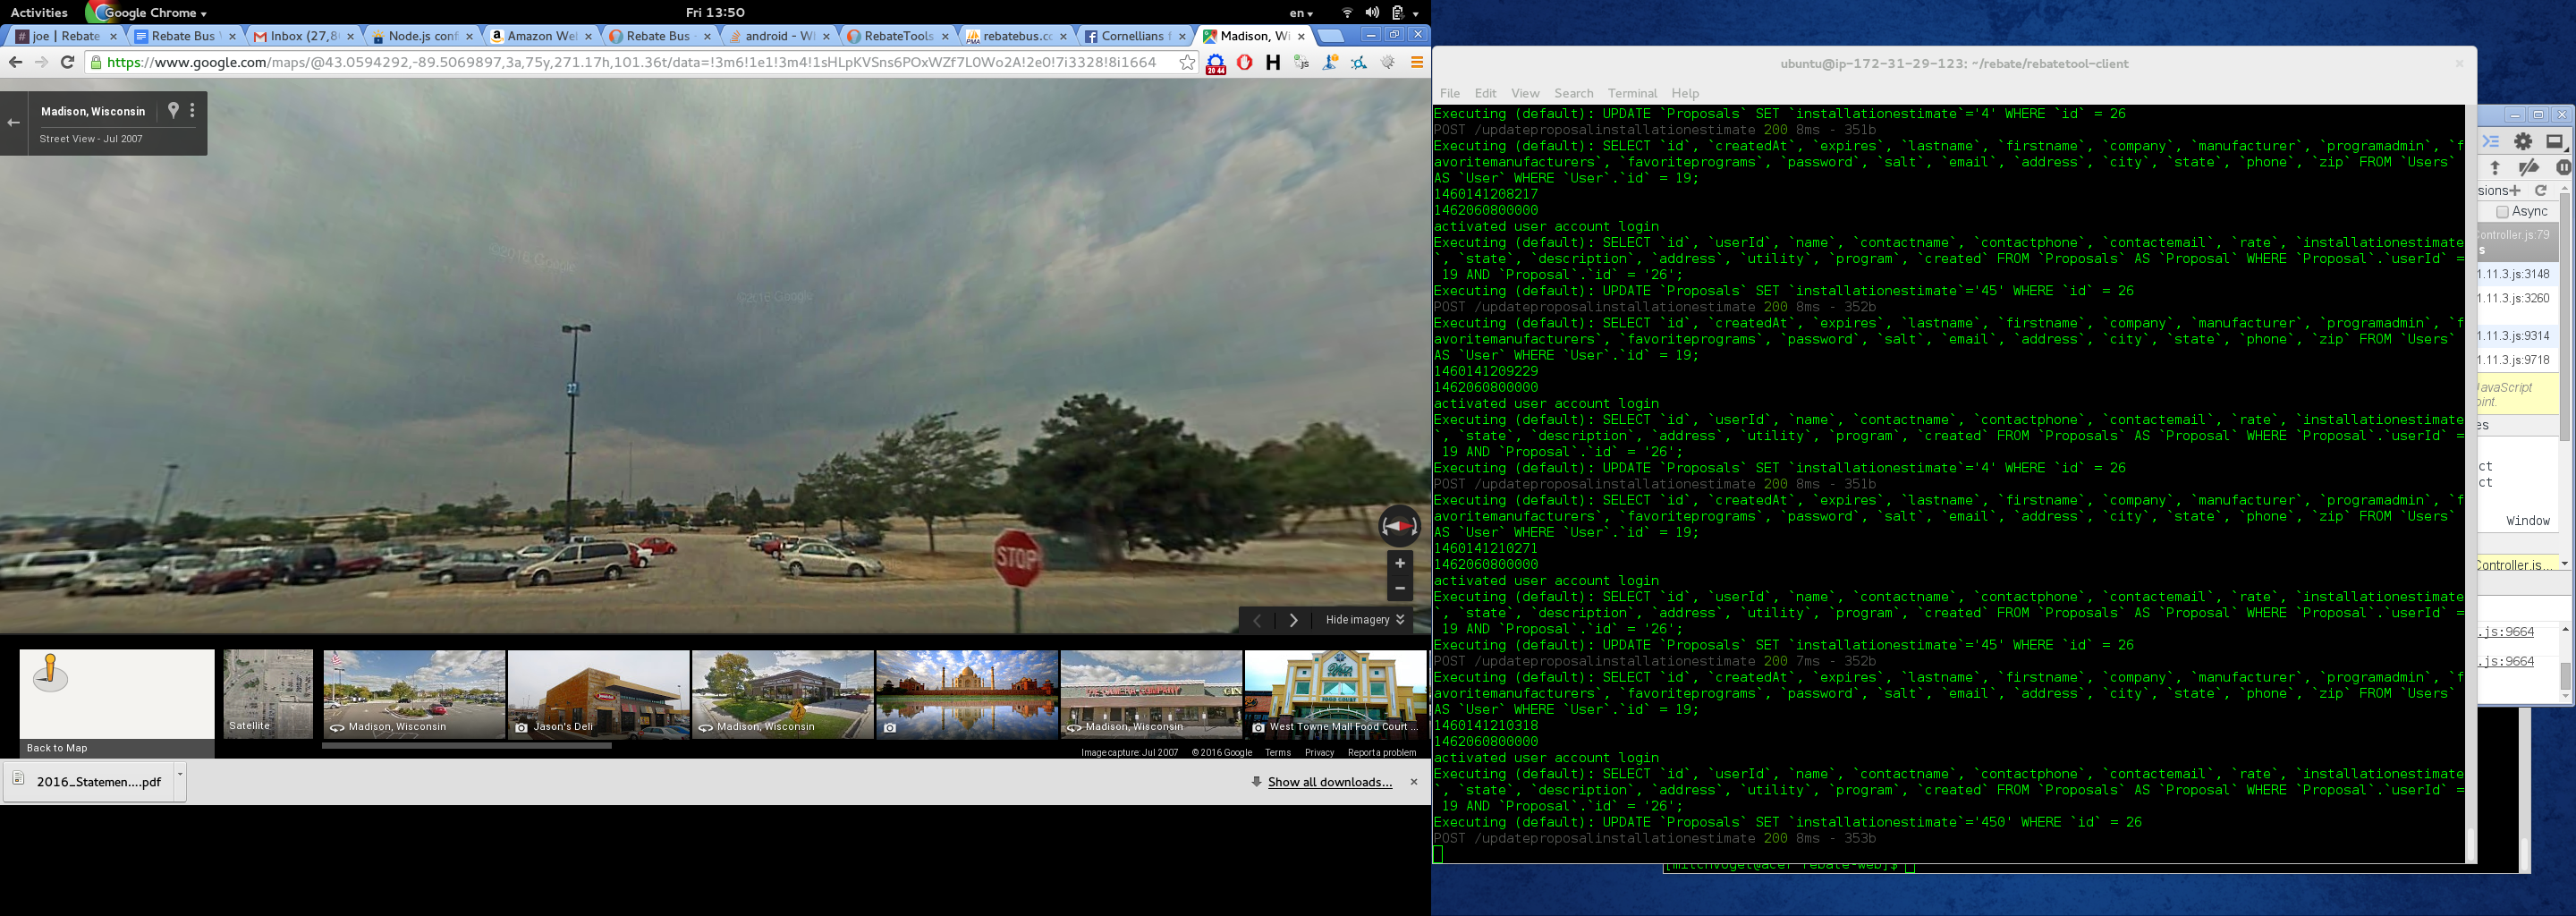 Activities
Google Chrome
Fri 13:50
en
joe | Rebate
Rebate Bus
Inbox (27,8
Node.js conf
Amazon Wel
Rebate Bus
android - W
RebateTools
rebatebus.co
Cornellians f
Madison, Wi
https://www.google.com/maps/@43.0594292,-89.5069897,3a,75y,271.17h,101.36t/data=!3m6!1e1!3m4!1sHLpKVSns6POxWZf7L0Wo2A!2e0!7i3328!8i1664
20 44
Madison, Wisconsin
Street View - Jul 2007
©2016 Google
©2016 Google
STOP
Hide imagery
Back to Map
Satellite
Madison, Wisconsin
Jason's Deli
Madison, Wisconsin
Madison, Wisconsin
West Towne Mall Food Court ...
Image capture: Jul 2007 © 2016 Google Terms Privacy Report a problem
2016_Statemen....pdf
Show all downloads...
ubuntu@ip-172-31-29-123: ~/rebate/rebatetool-client
File Edit View Search Terminal Help
Executing (default): UPDATE `Proposals` SET `installationestimate`='4' WHERE `id` = 26
POST /updateproposalinstallationestimate 200 8ms - 351b
Executing (default): SELECT `id`, `createdAt`, `expires`, `lastname`, `firstname`, `company`, `manufacturer`, `programadmin`, `f
avoritemanufacturers`, `favoriteprograms`, `password`, `salt`, `email`, `address`, `city`, `state`, `phone`, `zip` FROM `Users`
AS `User` WHERE `User`.`id` = 19;
1460141208217
1462060800000
activated user account login
Executing (default): SELECT `id`, `userId`, `name`, `contactname`, `contactphone`, `contactemail`, `rate`, `installationestimate
`, `state`, `description`, `address`, `utility`, `program`, `created` FROM `Proposals` AS `Proposal` WHERE `Proposal`.`userId` =
 19 AND `Proposal`.`id` = '26';
Executing (default): UPDATE `Proposals` SET `installationestimate`='45' WHERE `id` = 26
POST /updateproposalinstallationestimate 200 8ms - 352b
Executing (default): SELECT `id`, `createdAt`, `expires`, `lastname`, `firstname`, `company`, `manufacturer`, `programadmin`, `f
avoritemanufacturers`, `favoriteprograms`, `password`, `salt`, `email`, `address`, `city`, `state`, `phone`, `zip` FROM `Users`
AS `User` WHERE `User`.`id` = 19;
1460141209229
1462060800000
activated user account login
Executing (default): SELECT `id`, `userId`, `name`, `contactname`, `contactphone`, `contactemail`, `rate`, `installationestimate
`, `state`, `description`, `address`, `utility`, `program`, `created` FROM `Proposals` AS `Proposal` WHERE `Proposal`.`userId` =
 19 AND `Proposal`.`id` = '26';
Executing (default): UPDATE `Proposals` SET `installationestimate`='4' WHERE `id` = 26
POST /updateproposalinstallationestimate 200 8ms - 351b
Executing (default): SELECT `id`, `createdAt`, `expires`, `lastname`, `firstname`, `company`, `manufacturer`, `programadmin`, `f
avoritemanufacturers`, `favoriteprograms`, `password`, `salt`, `email`, `address`, `city`, `state`, `phone`, `zip` FROM `Users`
AS `User` WHERE `User`.`id` = 19;
1460141210271
1462060800000
activated user account login
Executing (default): SELECT `id`, `userId`, `name`, `contactname`, `contactphone`, `contactemail`, `rate`, `installationestimate
`, `state`, `description`, `address`, `utility`, `program`, `created` FROM `Proposals` AS `Proposal` WHERE `Proposal`.`userId` =
 19 AND `Proposal`.`id` = '26';
Executing (default): UPDATE `Proposals` SET `installationestimate`='45' WHERE `id` = 26
POST /updateproposalinstallationestimate 200 7ms - 352b
Executing (default): SELECT `id`, `createdAt`, `expires`, `lastname`, `firstname`, `company`, `manufacturer`, `programadmin`, `f
avoritemanufacturers`, `favoriteprograms`, `password`, `salt`, `email`, `address`, `city`, `state`, `phone`, `zip` FROM `Users`
AS `User` WHERE `User`.`id` = 19;
1460141210318
1462060800000
activated user account login
Executing (default): SELECT `id`, `userId`, `name`, `contactname`, `contactphone`, `contactemail`, `rate`, `installationestimate
`, `state`, `description`, `address`, `utility`, `program`, `created` FROM `Proposals` AS `Proposal` WHERE `Proposal`.`userId` =
 19 AND `Proposal`.`id` = '26';
Executing (default): UPDATE `Proposals` SET `installationestimate`='450' WHERE `id` = 26
POST /updateproposalinstallationestimate 200 8ms - 353b
[mitchvogel@acer rebate-web]$
sions
Async
Controller.js:79
s
1.11.3.js:3148
1.11.3.js:3260
1.11.3.js:9314
1.11.3.js:9718
JavaScript
oint.
es
ct
ct
Window
Controller.js...
.js:9664
.js:9664